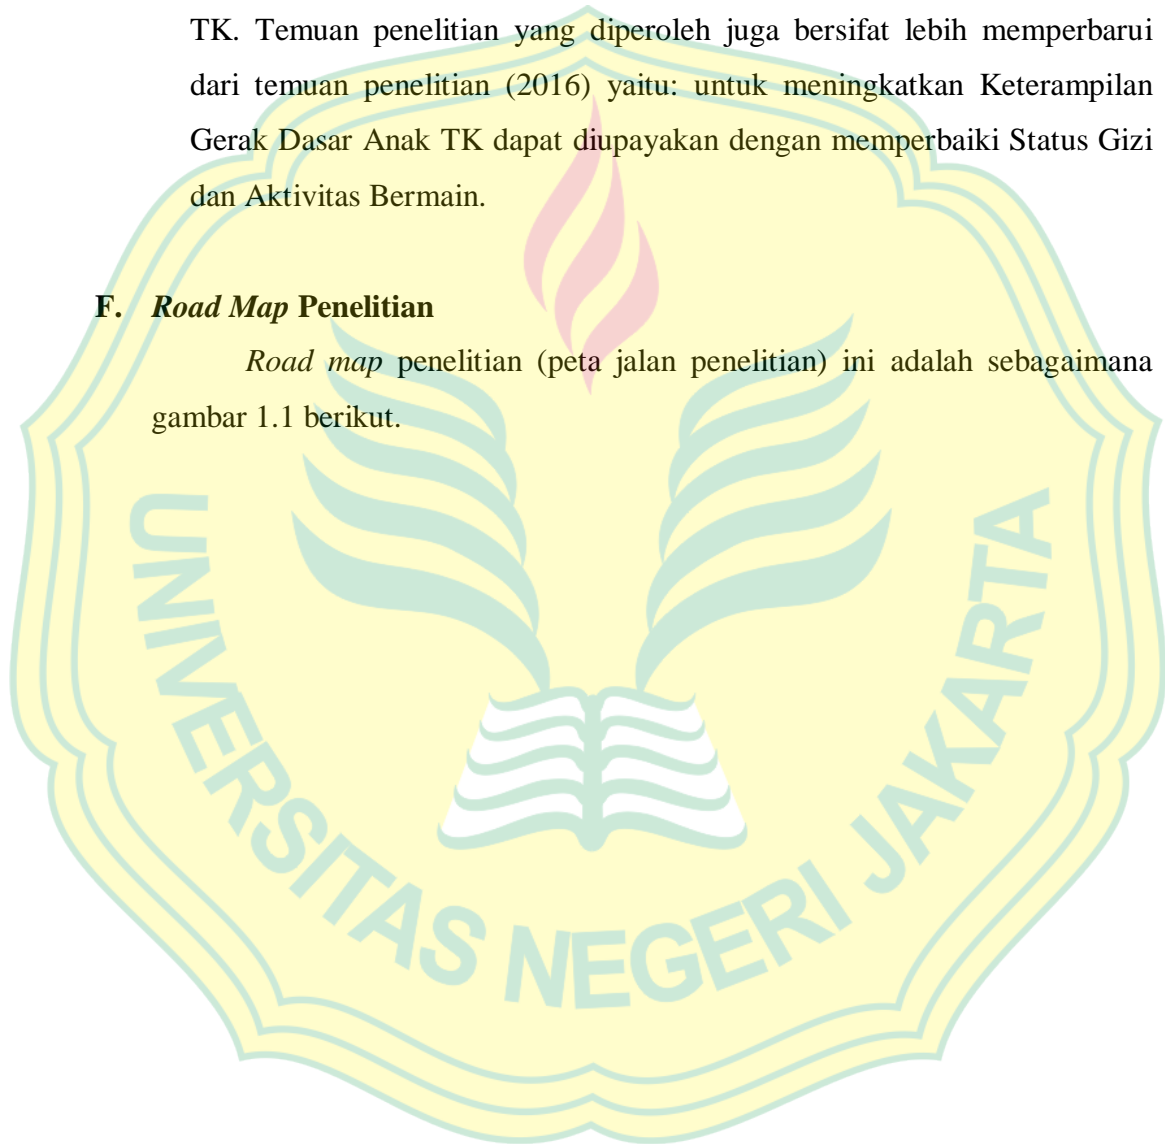 TK. Temuan penelitian yang diperoleh juga bersifat lebih memperbarui
dari temuan penelitian (2016) yaitu: untuk meningkatkan Keterampilan
Gerak Dasar Anak TK dapat diupayakan dengan memperbaiki Status Gizi
dan Aktivitas Bermain.
F. Road Map Penelitian
Road map penelitian (peta jalan penelitian) ini adalah sebagaimana
gambar 1.1 berikut.
UNIVERSITAS NEGERI JAKARTA